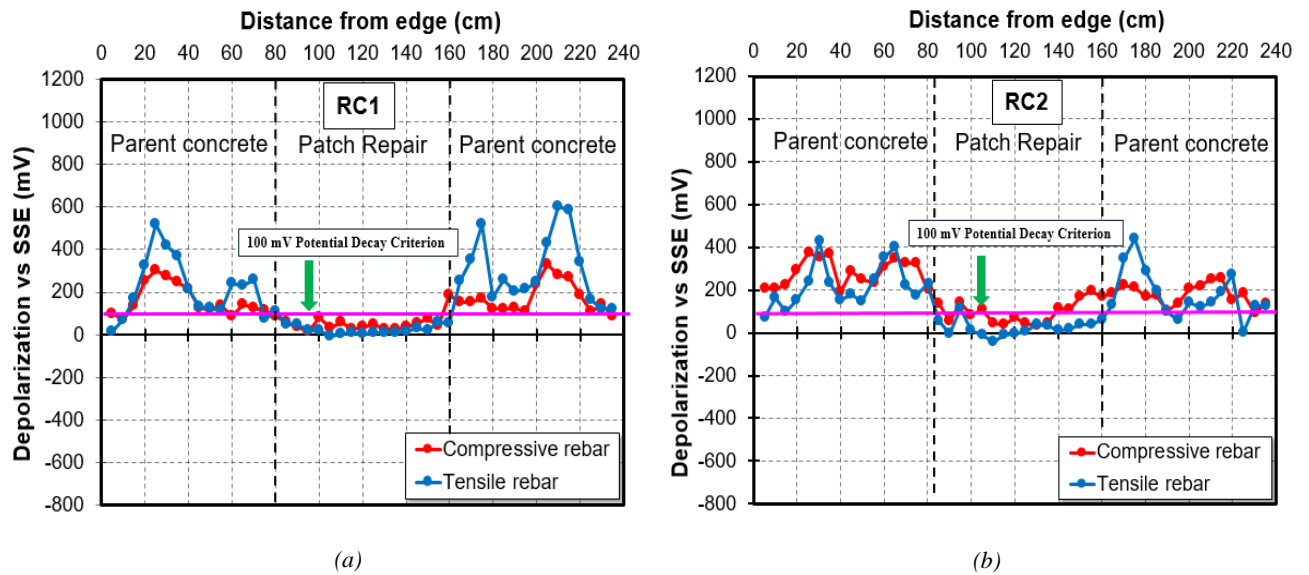 Distance from edge (cm)
0 20 40 60 80 100 120 140 160 180 200 220 240
1200
1000
800
600
400
200
0
-200
-400
-600
-800
Depolarization vs SSE (mV)
RC1
Parent concrete
Patch Repair
Parent concrete
100 mV Potential Decay Criterion
Compressive rebar
Tensile rebar
(a)
Distance from edge (cm)
0 20 40 60 80 100 120 140 160 180 200 220 240
1200
1000
800
600
400
200
0
-200
-400
-600
-800
Depolarization vs SSE (mV)
RC2
Parent concrete
Patch Repair
Parent concrete
100 mV Potential Decay Criterion
Compressive rebar
Tensile rebar
(b)